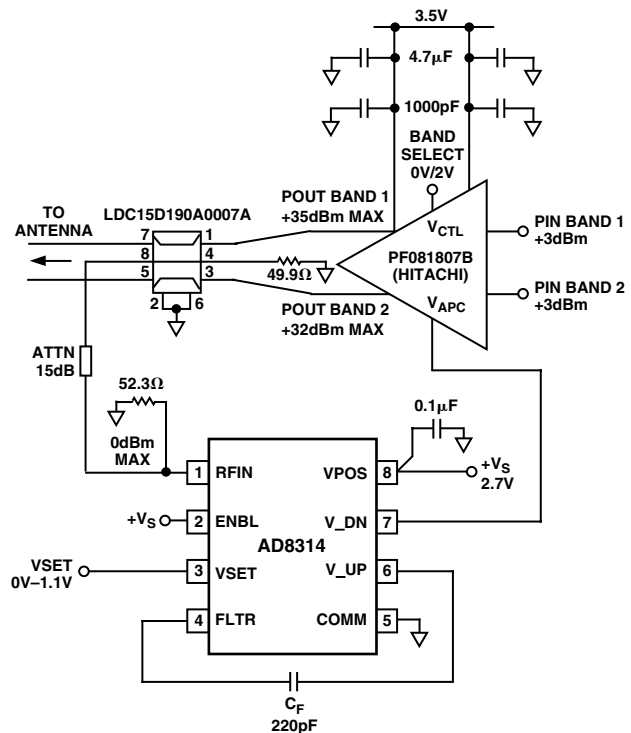 3.5V
4.7µF
1000pF
BAND
SELECT
0V/2V
LDC15D190A0007A
POUT BAND 1
+35dBm MAX
TO
ANTENNA
7
1
8
4
5
3
2
6
49.9Ω
VCTL
PF081807B
(HITACHI)
VAPC
PIN BAND 1
+3dBm
PIN BAND 2
+3dBm
POUT BAND 2
+32dBm MAX
ATTN
15dB
52.3Ω
0dBm
MAX
0.1µF
1
RFIN
VPOS
8
+VS
2.7V
+VS
2
ENBL
V_DN
7
AD8314
VSET
0V–1.1V
3
VSET
V_UP
6
4
FLTR
COMM
5
CF
220pF